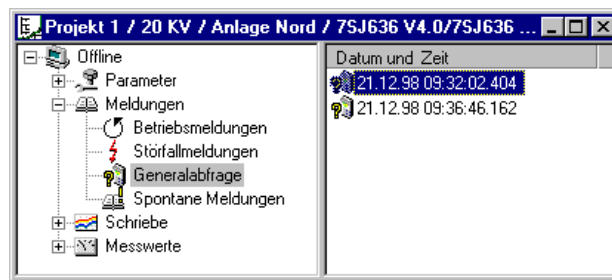 Projekt 1 / 20 KV / Anlage Nord / 7SJ636 V4.0/7SJ636 ...
Offline
Parameter
Meldungen
Betriebsmeldungen
Störfallmeldungen
Generalabfrage
Spontane Meldungen
Schriebe
Messwerte
Datum und Zeit
21.12.98 09:32:02.404
21.12.98 09:36:46.162